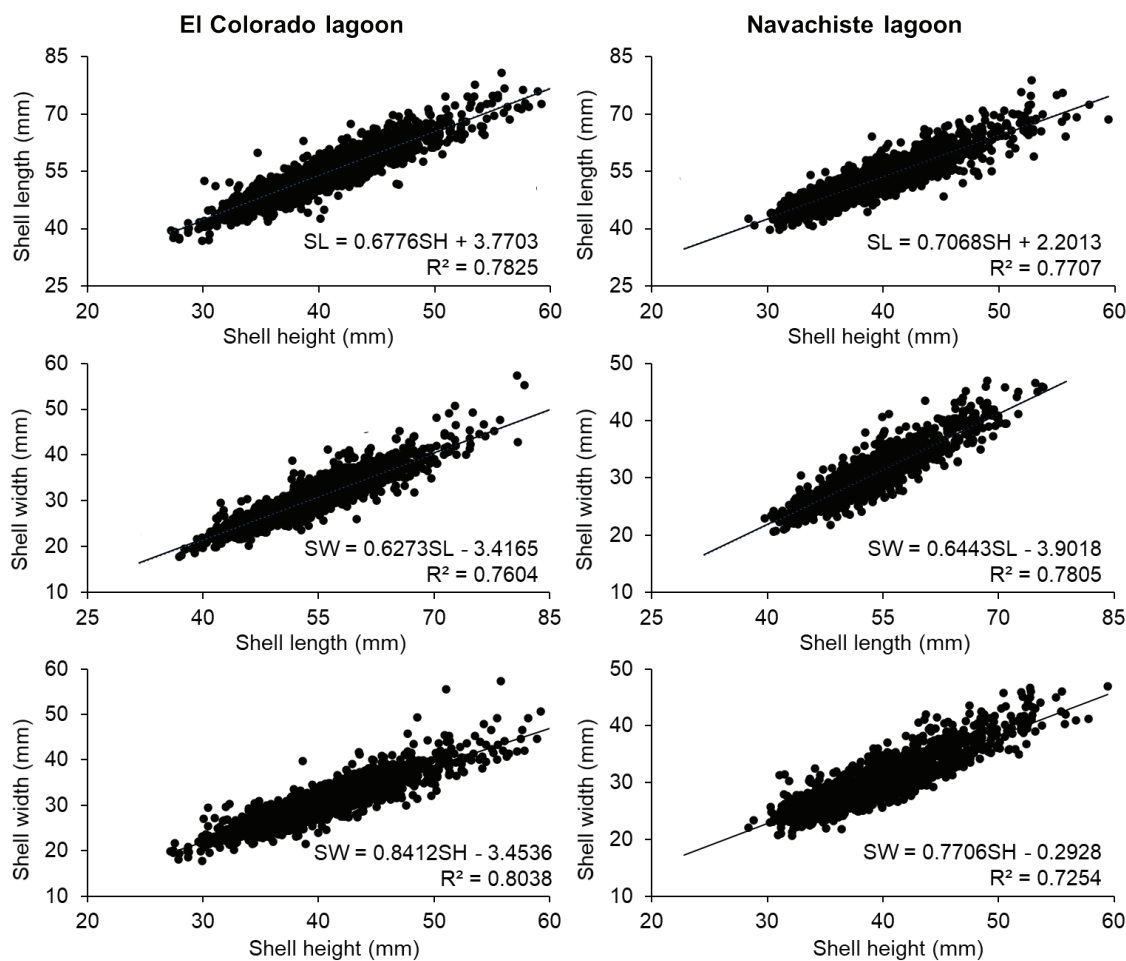 El Colorado lagoon
Navachiste lagoon
85
70
55
40
25
Shell length (mm)
SL = 0.6776SH + 3.7703
R² = 0.7825
20 30 40 50 60
Shell height (mm)
85
70
55
40
25
Shell length (mm)
SL = 0.7068SH + 2.2013
R² = 0.7707
20 30 40 50 60
Shell height (mm)
60
50
40
30
20
10
Shell width (mm)
SW = 0.6273SL - 3.4165
R² = 0.7604
25 40 55 70 85
Shell length (mm)
50
40
30
20
10
Shell width (mm)
SW = 0.6443SL - 3.9018
R² = 0.7805
25 40 55 70 85
Shell length (mm)
60
50
40
30
20
10
Shell width (mm)
SW = 0.8412SH - 3.4536
R² = 0.8038
20 30 40 50 60
Shell height (mm)
50
40
30
20
10
Shell width (mm)
SW = 0.7706SH - 0.2928
R² = 0.7254
20 30 40 50 60
Shell height (mm)